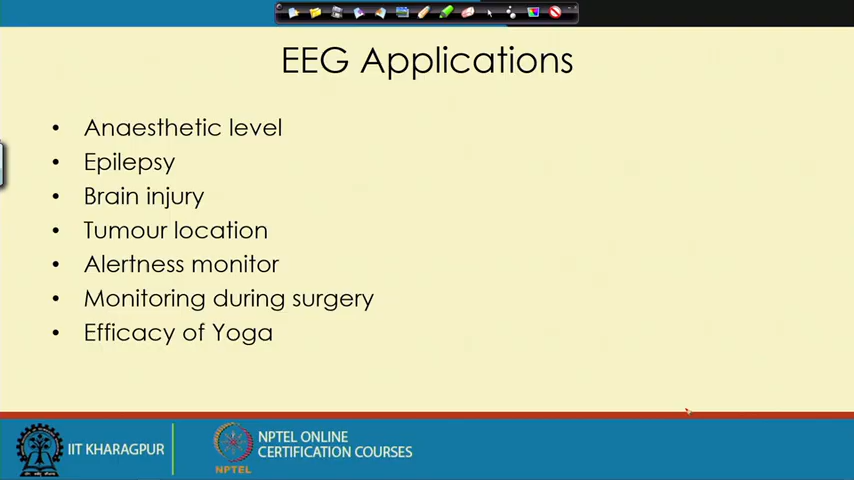 EEG Applications
• Anaesthetic level
• Epilepsy
• Brain injury
• Tumour location
• Alertness monitor
• Monitoring during surgery
• Efficacy of Yoga
IIT KHARAGPUR
NPTEL
NPTEL ONLINE
CERTIFICATION COURSES